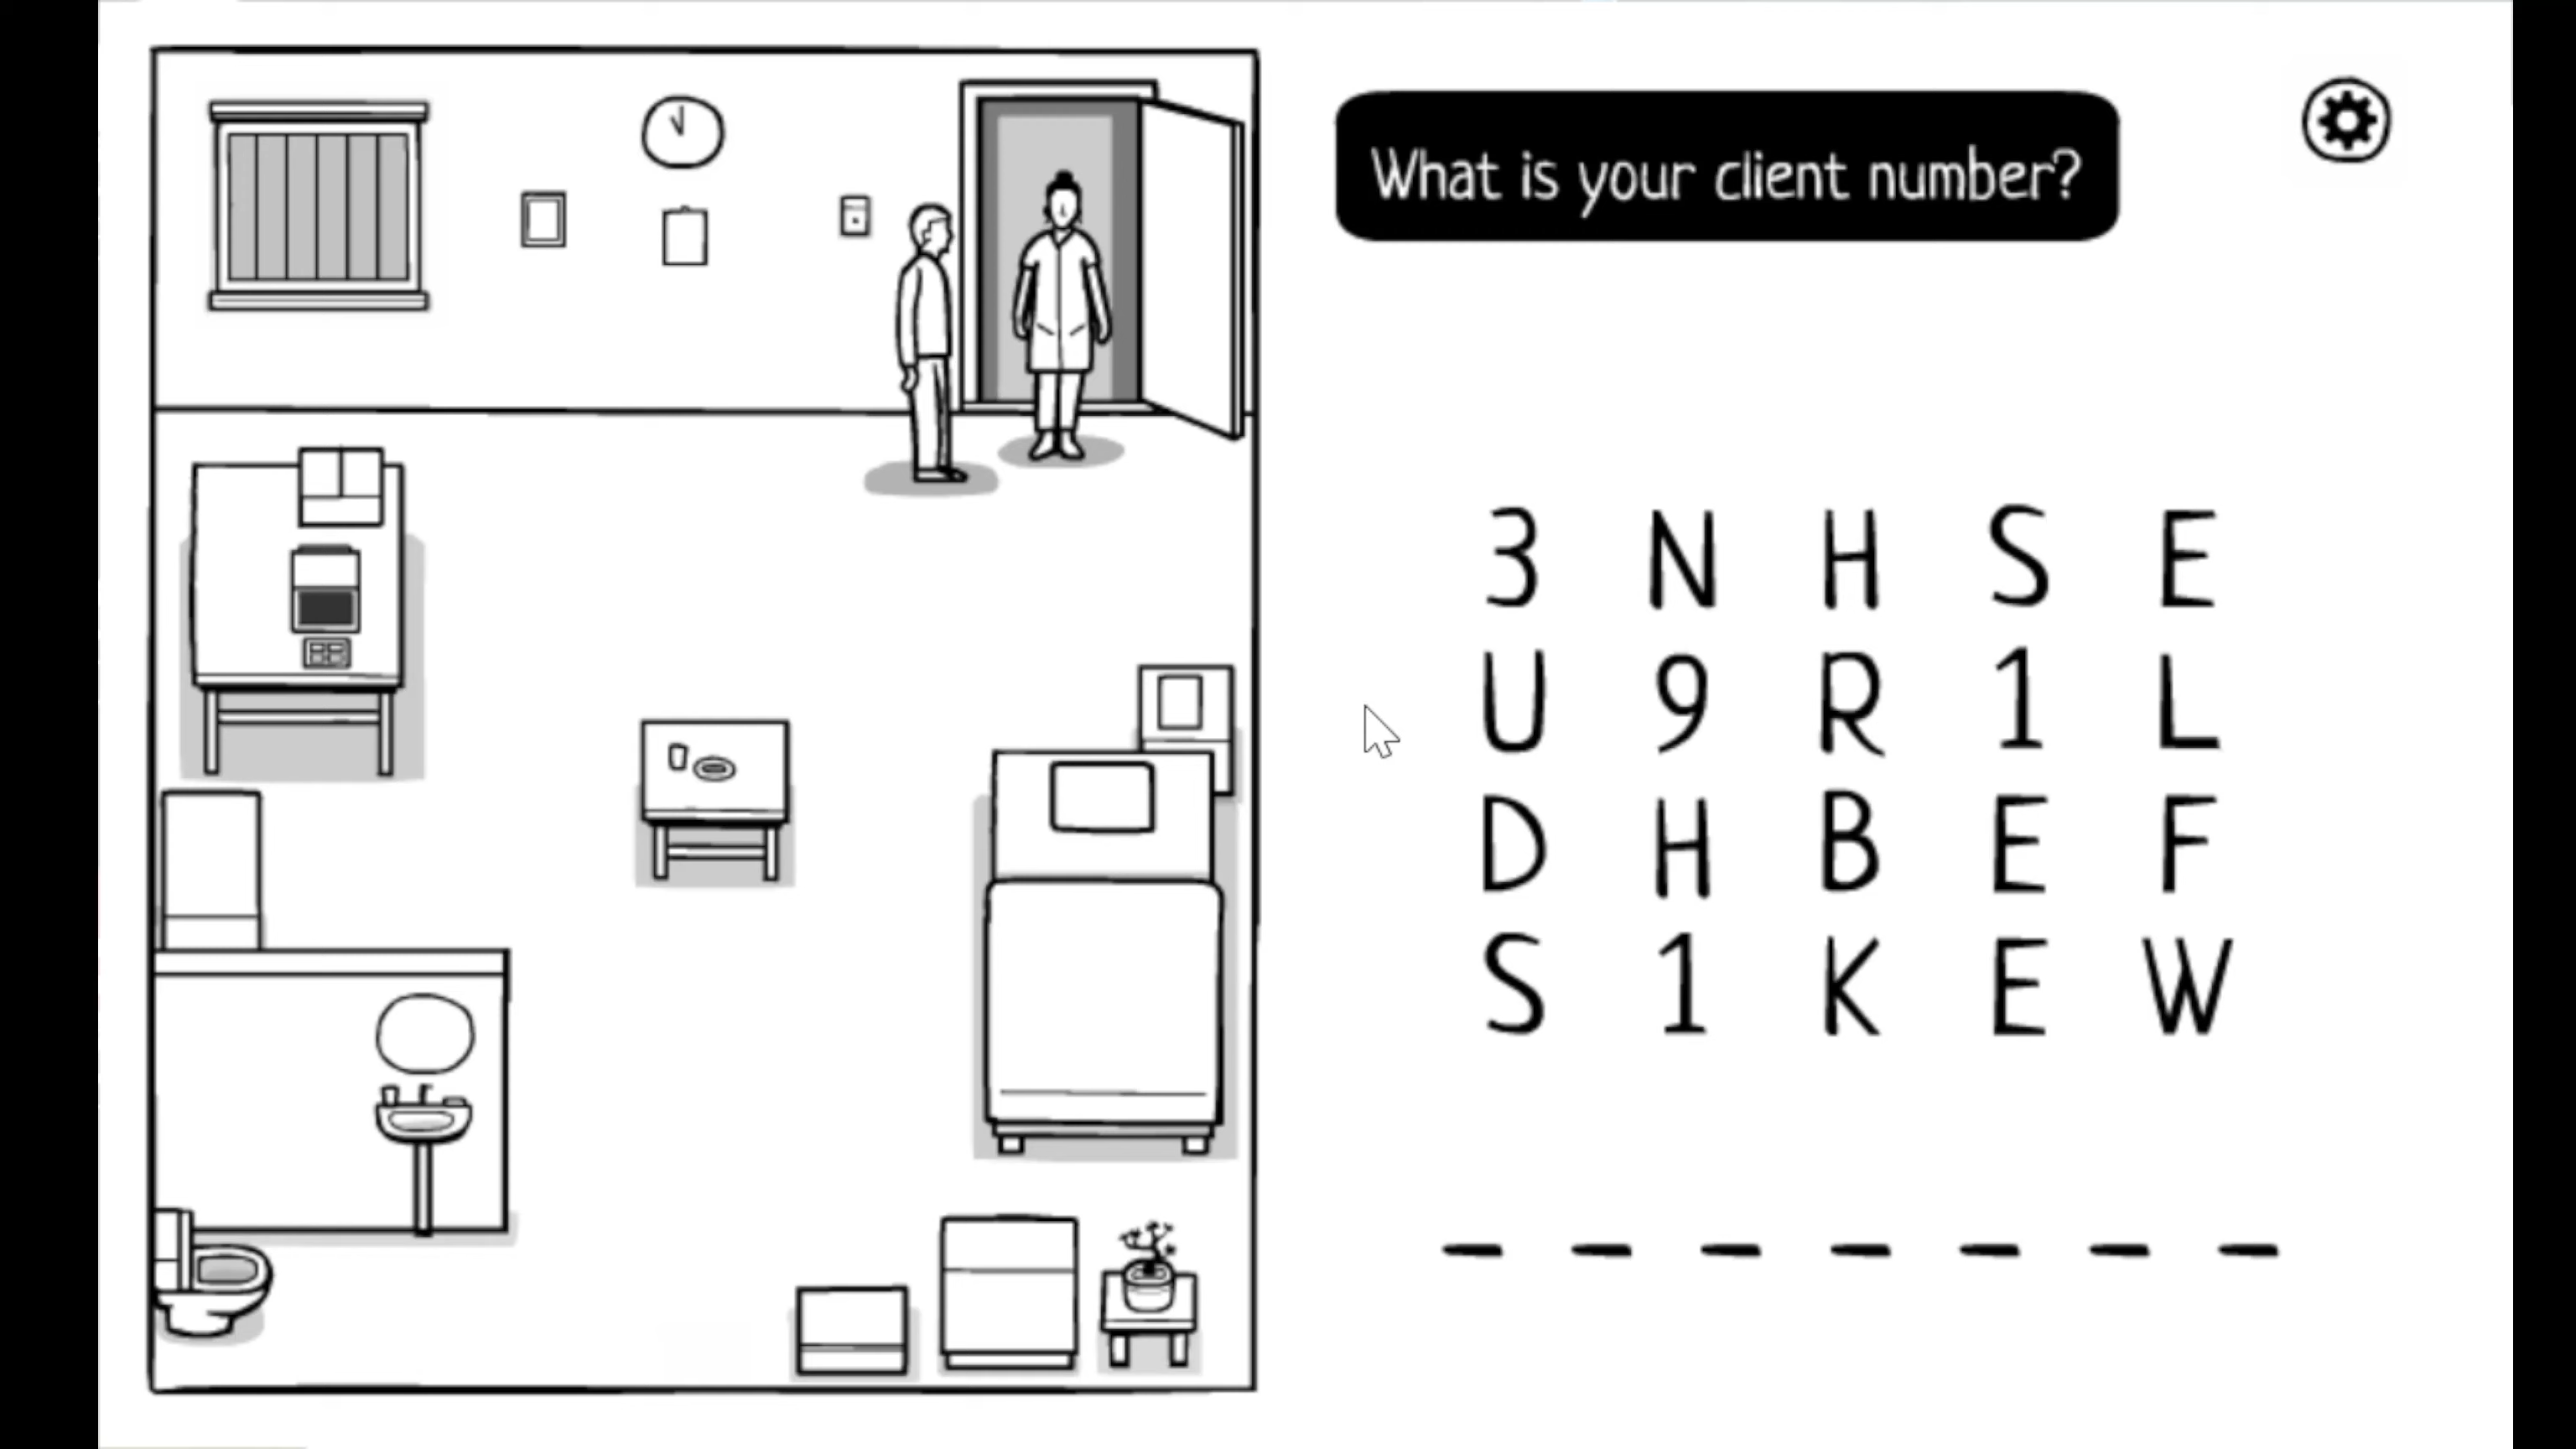 What is your client number?
3 N H S E
U 9 R 1 L
D H B E F
S 1 K E W